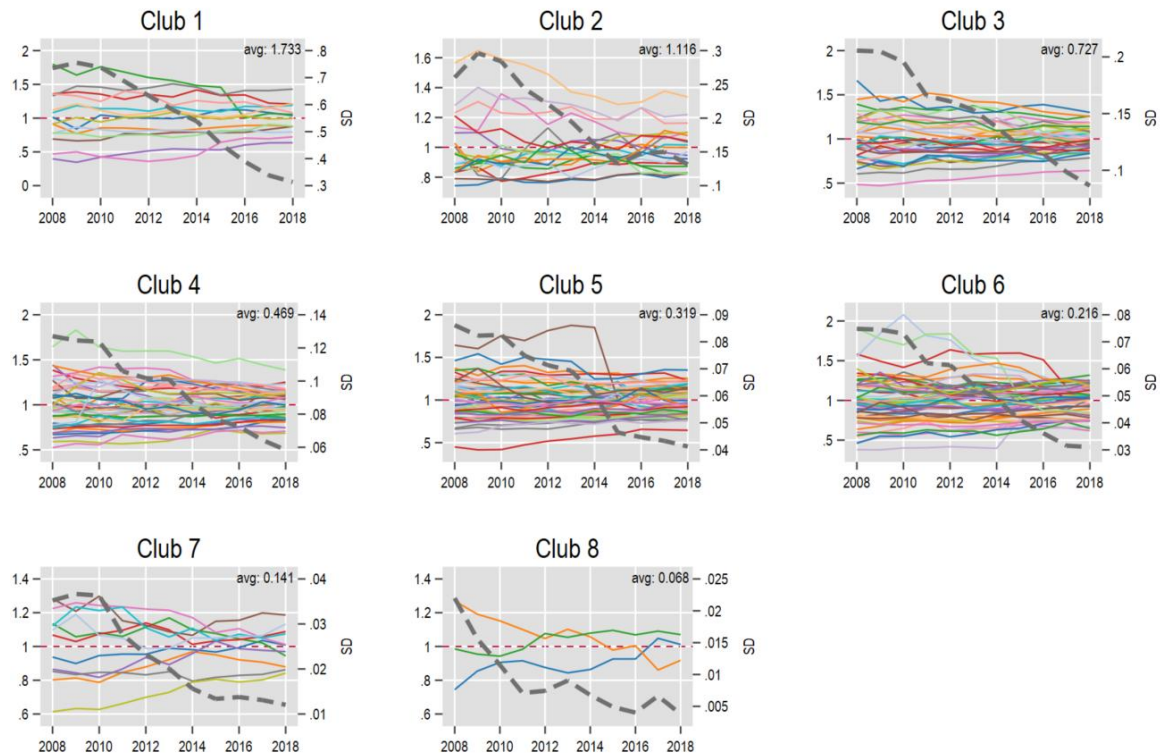 Club 1
avg: 1.733
2
1.5
1
.5
0
.8
.7
.6
.5
.4
.3
SD
2008 2010 2012 2014 2016 2018
Club 2
avg: 1.116
1.6
1.4
1.2
1
.8
.3
.25
.2
.15
.1
SD
2008 2010 2012 2014 2016 2018
Club 3
avg: 0.727
2
1.5
1
.5
.2
.15
.1
SD
2008 2010 2012 2014 2016 2018
Club 4
avg: 0.469
2
1.5
1
.5
.14
.12
.1
.08
.06
SD
2008 2010 2012 2014 2016 2018
Club 5
avg: 0.319
2
1.5
1
.5
.09
.08
.07
.06
.05
.04
SD
2008 2010 2012 2014 2016 2018
Club 6
avg: 0.216
2
1.5
1
.5
.08
.07
.06
.05
.04
.03
SD
2008 2010 2012 2014 2016 2018
Club 7
avg: 0.141
1.4
1.2
1
.8
.6
.04
.03
.02
.01
SD
2008 2010 2012 2014 2016 2018
Club 8
avg: 0.068
1.4
1.2
1
.8
.6
.025
.02
.015
.01
.005
SD
2008 2010 2012 2014 2016 2018